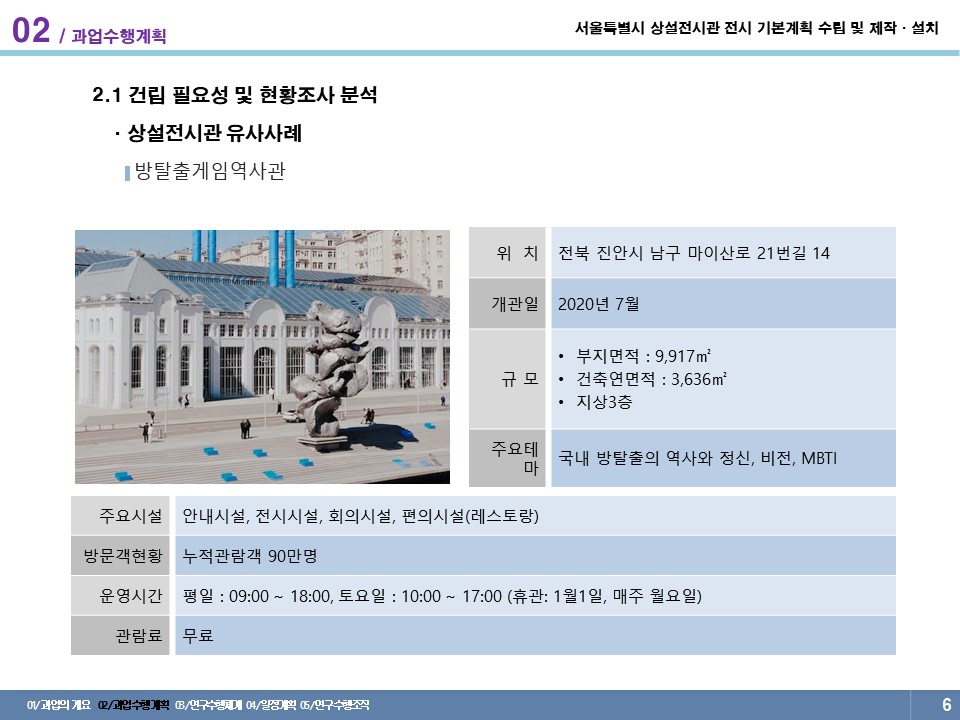 02 / 과업수행계획
서울특별시 상설전시관 전시 기본계획 수립 및 제작 · 설치
2.1 건립 필요성 및 현황조사 분석
· 상설전시관 유사사례
방탈출게임역사관
위 치
전북 진안시 남구 마이산로 21번길 14
개관일
2020년 7월
규 모
• 부지면적 : 9,917㎡
• 건축연면적 : 3,636㎡
• 지상3층
주요테
마
국내 방탈출의 역사와 정신, 비전, MBTI
주요시설
안내시설, 전시시설, 회의시설, 편의시설(레스토랑)
방문객현황
누적관람객 90만명
운영시간
평일 : 09:00 ~ 18:00, 토요일 : 10:00 ~ 17:00 (휴관: 1월1일, 매주 월요일)
관람료
무료
01/과업의 개요 02/과업수행계획 03/연구수행체계 04/일정계획 05/연구수행조직
6